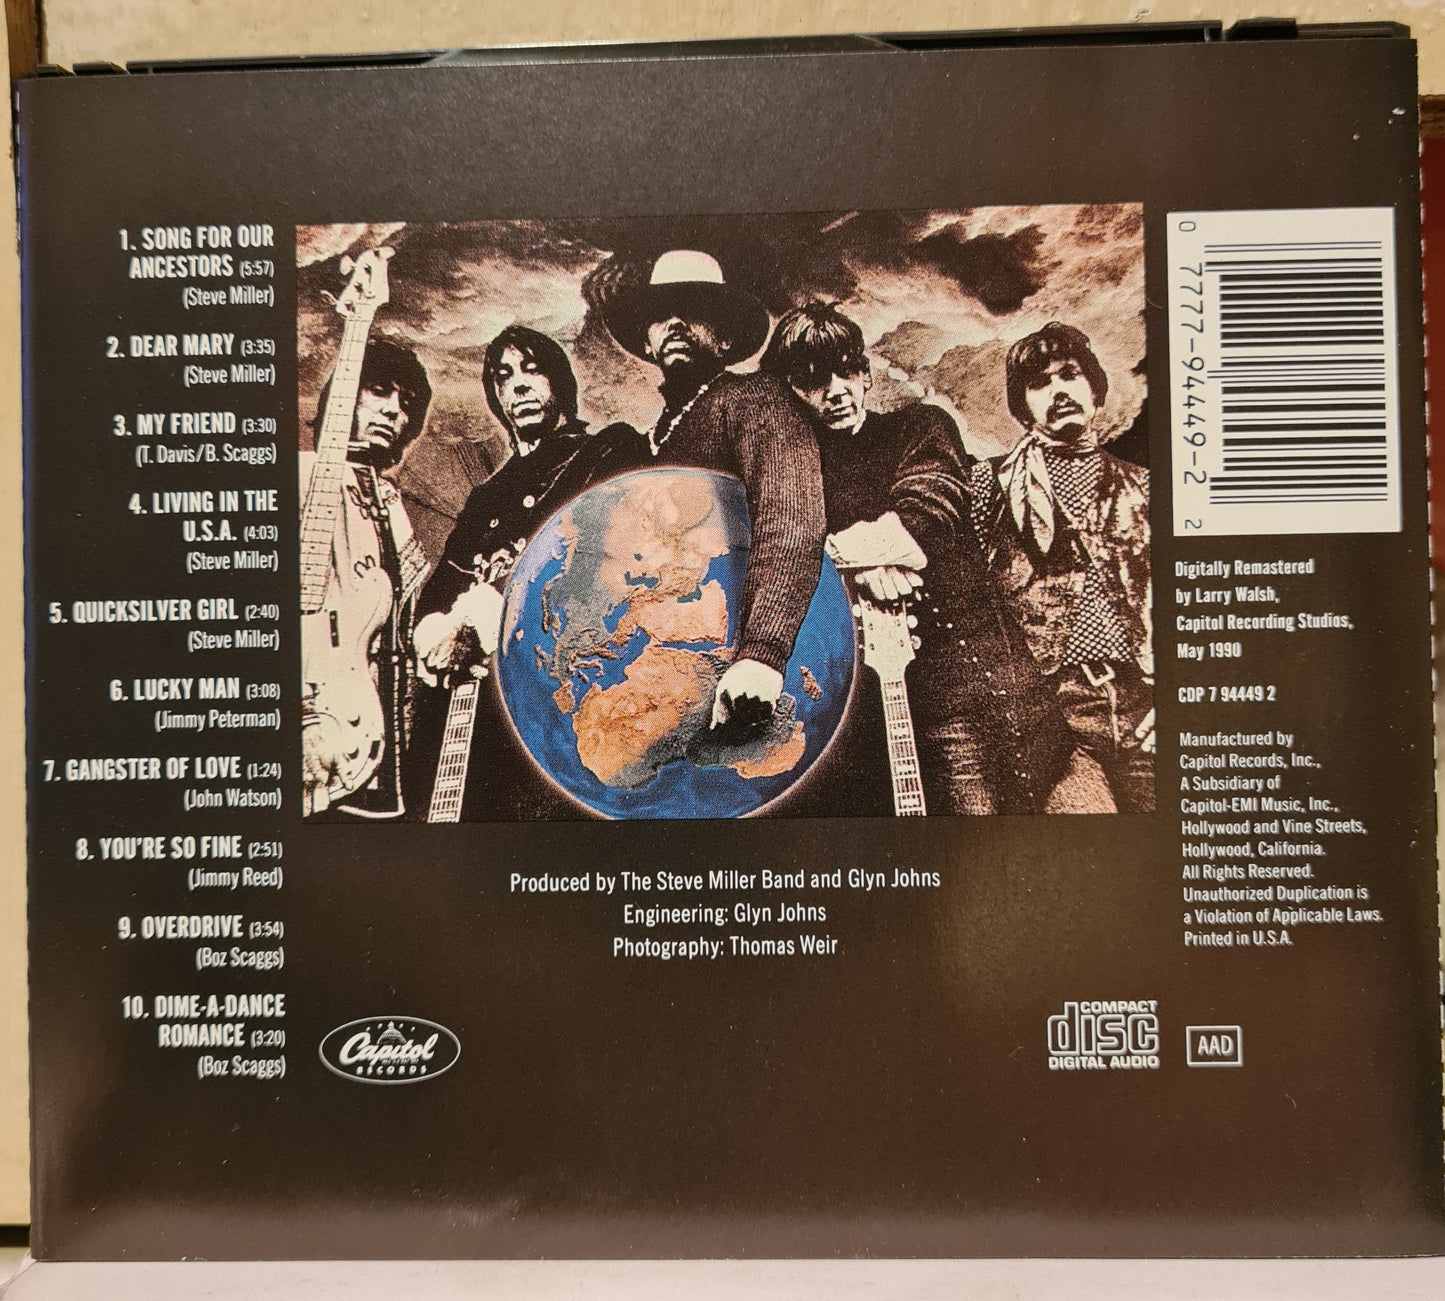 1. SONG FOR OUR
ANCESTORS (5:57)
(Steve Miller)
2. DEAR MARY (3:35)
(Steve Miller)
3. MY FRIEND (3:30)
(T. Davis/B. Scaggs)
4. LIVING IN THE
U.S.A. (4:03)
(Steve Miller)
5. QUICKSILVER GIRL (2:40)
(Steve Miller)
6. LUCKY MAN (3:08)
(Jimmy Peterman)
7. GANGSTER OF LOVE (1:24)
(John Watson)
8. YOU'RE SO FINE (2:51)
(Jimmy Reed)
9. OVERDRIVE (3:54)
(Boz Scaggs)
10. DIME-A-DANCE
ROMANCE (3:20)
(Boz Scaggs)
Produced by The Steve Miller Band and Glyn Johns
Engineering: Glyn Johns
Photography: Thomas Weir
Capitol
RECORDS
0 7777-94449-2 2
Digitally Remastered
by Larry Walsh,
Capitol Recording Studios,
May 1990
CDP 7 94449 2
Manufactured by
Capitol Records, Inc.,
A Subsidiary of
Capitol-EMI Music, Inc.,
Hollywood and Vine Streets,
Hollywood, California.
All Rights Reserved.
Unauthorized Duplication is
a Violation of Applicable Laws.
Printed in U.S.A.
COMPACT
disc
DIGITAL AUDIO
AAD